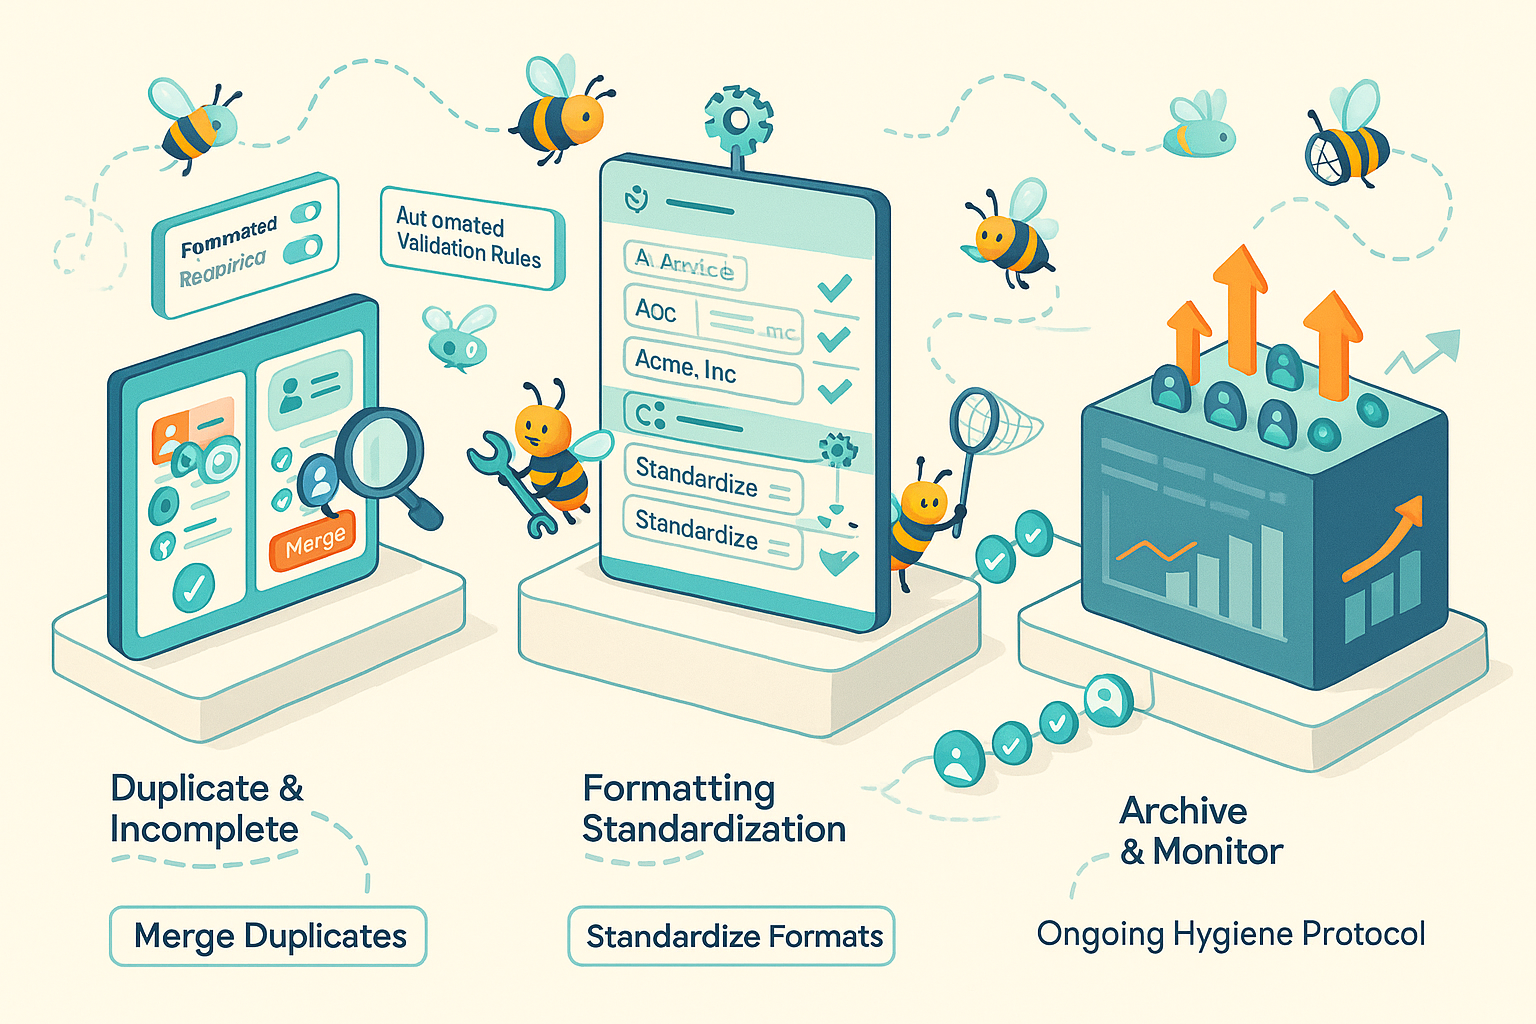 Fommated
Reapirica
Aut omated
Validation Rules
Merge
A Arnvice
Aoc
mc
Acme, Inc
C:
Standardize
Standardize
Duplicate &
Incomplete
Merge Duplicates
Formatting
Standardization
Standardize Formats
Archive
& Monitor
Ongoing Hygiene Protocol